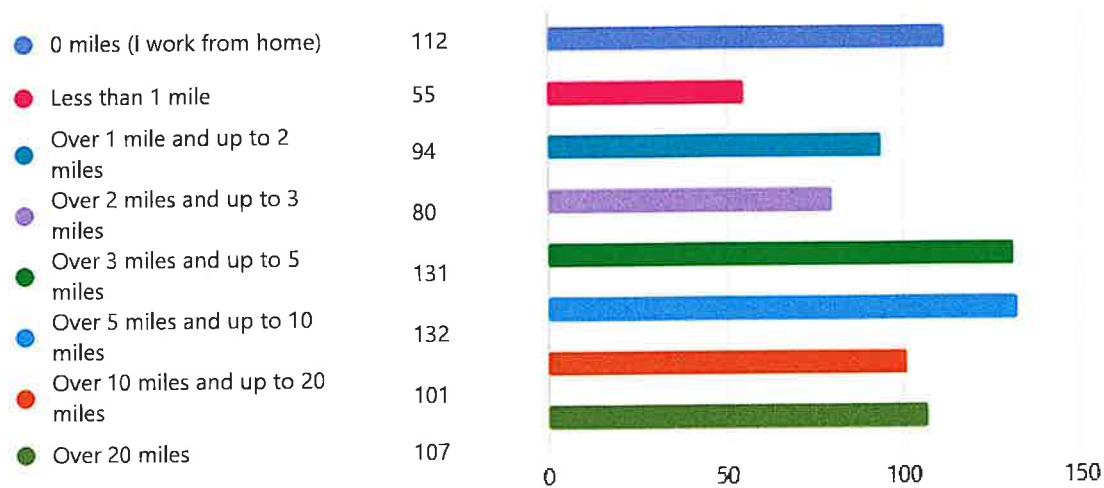 0 miles (I work from home) 112
Less than 1 mile 55
Over 1 mile and up to 2
miles 94
Over 2 miles and up to 3
miles 80
Over 3 miles and up to 5
miles 131
Over 5 miles and up to 10
miles 132
Over 10 miles and up to 20
miles 101
Over 20 miles 107
0 50 100 150